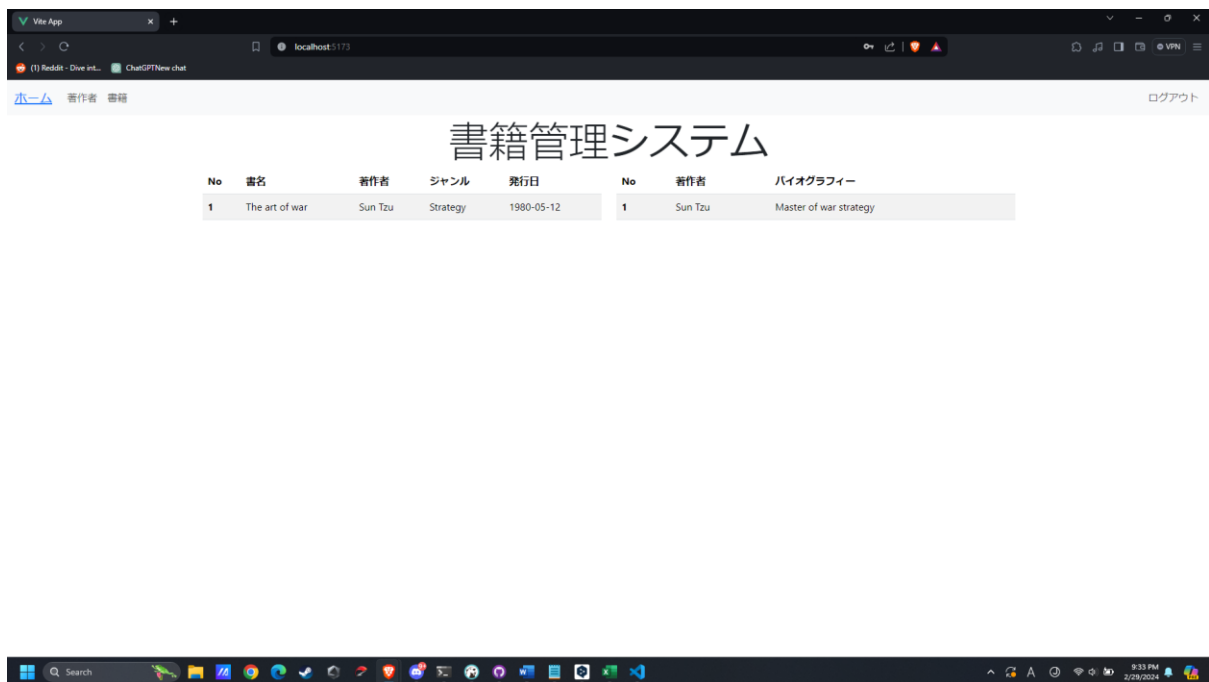 Vite App
localhost:5173
VPN
(1) Reddit - Dive int... ChatGPTNew chat
ホーム 著作者 書籍 ログアウト
書籍管理システム
No 書名 著作者 ジャンル 発行日 No 著作者 バイオグラフィー
1 The art of war Sun Tzu Strategy 1980-05-12 1 Sun Tzu Master of war strategy
Search
A
9:33 PM
2/29/2024